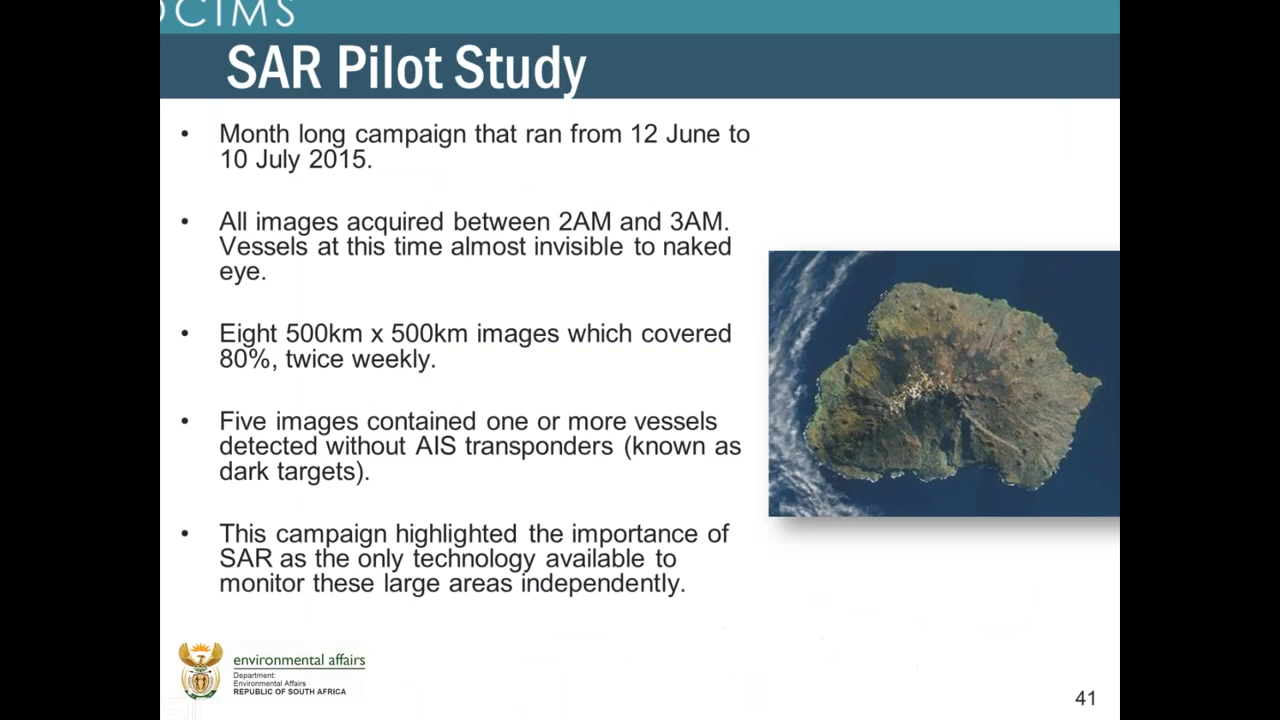 OCIMS
SAR Pilot Study
• Month long campaign that ran from 12 June to
10 July 2015.
• All images acquired between 2AM and 3AM.
Vessels at this time almost invisible to naked
eye.
• Eight 500km x 500km images which covered
80%, twice weekly.
• Five images contained one or more vessels
detected without AIS transponders (known as
dark targets).
• This campaign highlighted the importance of
SAR as the only technology available to
monitor these large areas independently.
environmental affairs
Department:
Environmental Affairs
REPUBLIC OF SOUTH AFRICA
41